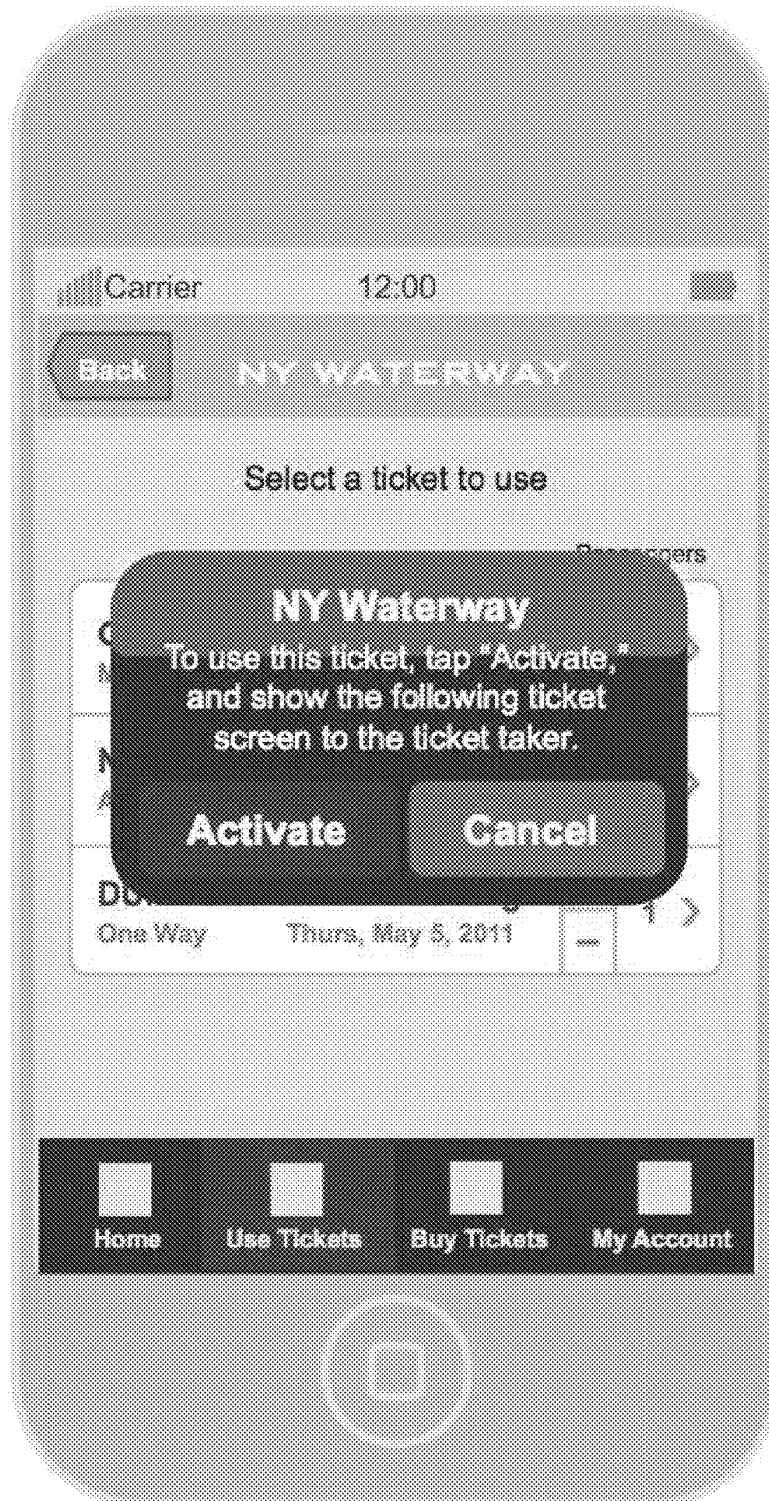 Carrier 12:00
Back NY WATERWAY
Select a ticket to use
NY Waterway
To use this ticket, tap "Activate,"
and show the following ticket
screen to the ticket taker.
Activate Cancel
1
One Way Thurs, May 5, 2011
Home Use Tickets Buy Tickets My Account